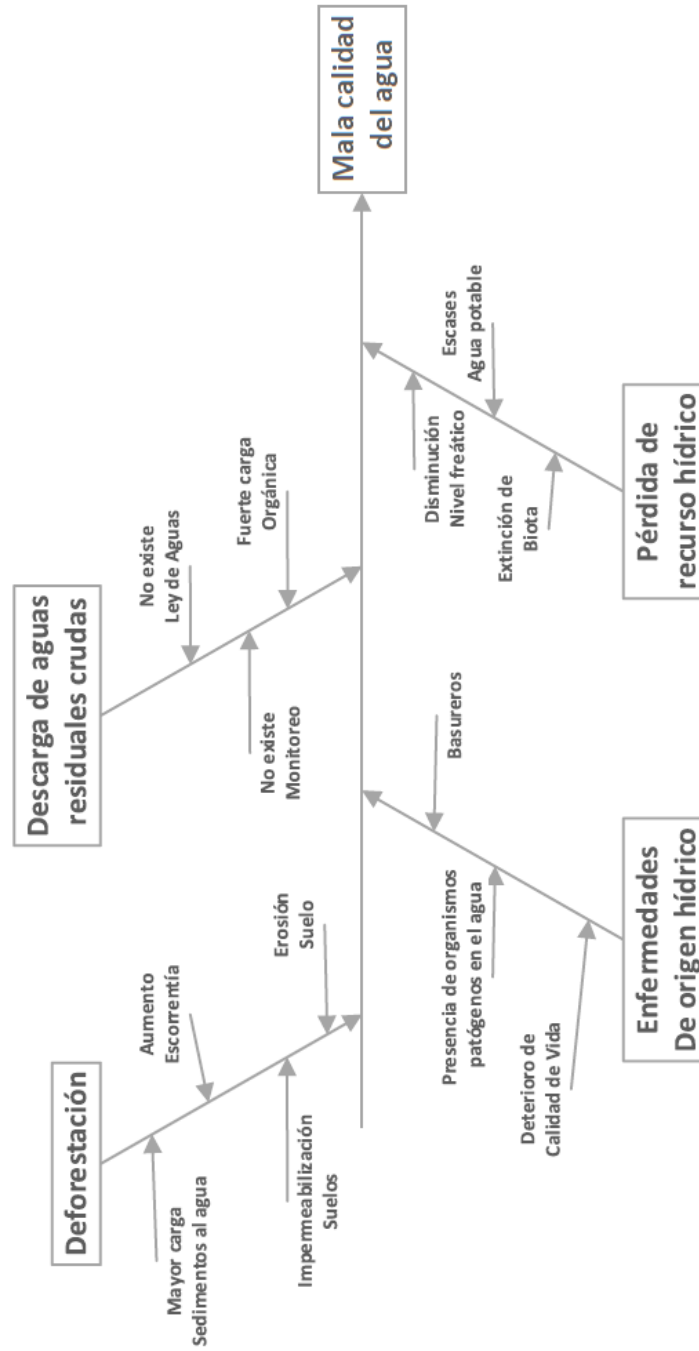 Deforestación
Mayor carga
Sedimentos al agua
Aumento
Escorrentía
Impermeabilización
Suelos
Erosión
Suelo
Descarga de aguas
residuales crudas
No existe
Ley de Aguas
No existe
Monitoreo
Fuerte carga
Orgánica
Mala calidad
del agua
Enfermedades
De origen hídrico
Deterioro de
Calidad de Vida
Presencia de organismos
patógenos en el agua
Basureros
Pérdida de
recurso hídrico
Extinción de
Biota
Disminución
Nivel freático
Escases
Agua potable